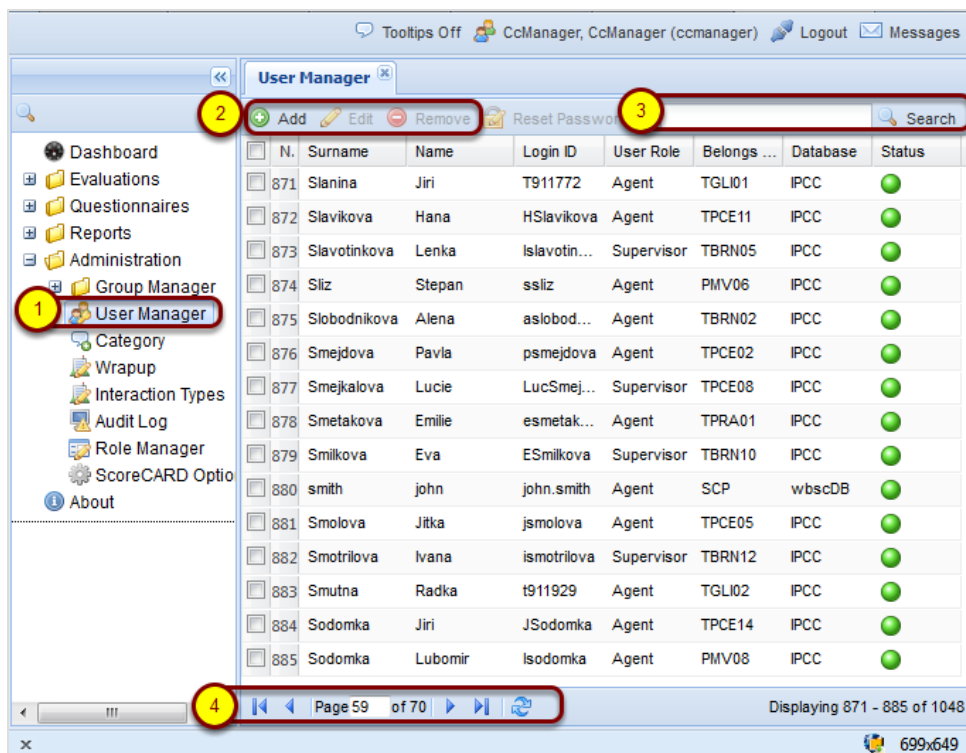 Tooltips Off CcManager, CcManager (ccmanager) Logout Messages
User Manager
2 Add Edit Remove Reset Passwor 3 Search
Dashboard
Evaluations
Questionnaires
Reports
Administration
Group Manager
1 User Manager
Category
Wrapup
Interaction Types
Audit Log
Role Manager
ScoreCARD Optio
About
N. Surname Name Login ID User Role Belongs ... Database Status
871 Slanina Jiri T911772 Agent TGLI01 IPCC
872 Slavikova Hana HSlavikova Agent TPCE11 IPCC
873 Slavotinkova Lenka lslavotin... Supervisor TBRN05 IPCC
874 Sliz Stepan ssliz Agent PMV06 IPCC
875 Slobodnikova Alena aslobod... Agent TBRN02 IPCC
876 Smejdova Pavla psmejdova Agent TPCE02 IPCC
877 Smejkalova Lucie LucSmej... Supervisor TPCE08 IPCC
878 Smetakova Emilie esmetak... Agent TPRA01 IPCC
879 Smilkova Eva ESmilkova Supervisor TBRN10 IPCC
880 smith john john.smith Agent SCP wbscDB
881 Smolova Jitka jsmolova Agent TPCE05 IPCC
882 Smotrilova Ivana ismotrilova Supervisor TBRN12 IPCC
883 Smutna Radka t911929 Agent TGLI02 IPCC
884 Sodomka Jiri JSodomka Agent TPCE14 IPCC
885 Sodomka Lubomir lsodomka Agent PMV08 IPCC
4 Page 59 of 70 Displaying 871 - 885 of 1048
x 699x649